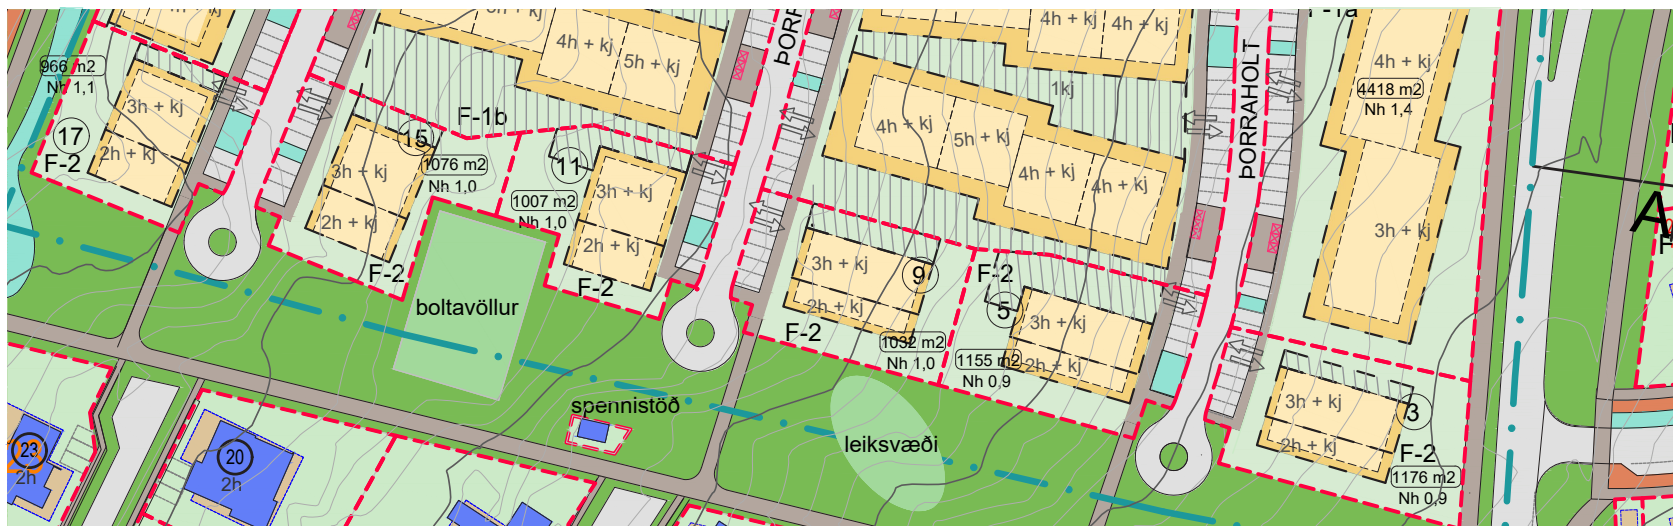 966 m2
Nh 1,1
17
F-2
3h + kj
2h + kj
3h + kj
2h + kj
F-2
15
1076 m2
Nh 1,0
F-1b
4h + kj
5h + kj
11
1007 m2
Nh 1,0
3h + kj
2h + kj
F-2
boltavöllur
spennistöð
4h + kj
4h + kj
1kj
4h + kj
5h + kj
4h + kj
4h + kj
3h + kj
2h + kj
9
F-2
1032 m2
Nh 1,0
F-2
5
3h + kj
2h + kj
1155 m2
Nh 0,9
leiksvæði
ÞORRAHOLT
F-1a
4h + kj
4418 m2
Nh 1,4
3h + kj
3h + kj
2h + kj
3
F-2
1176 m2
Nh 0,9
A
23
2h
20
2h